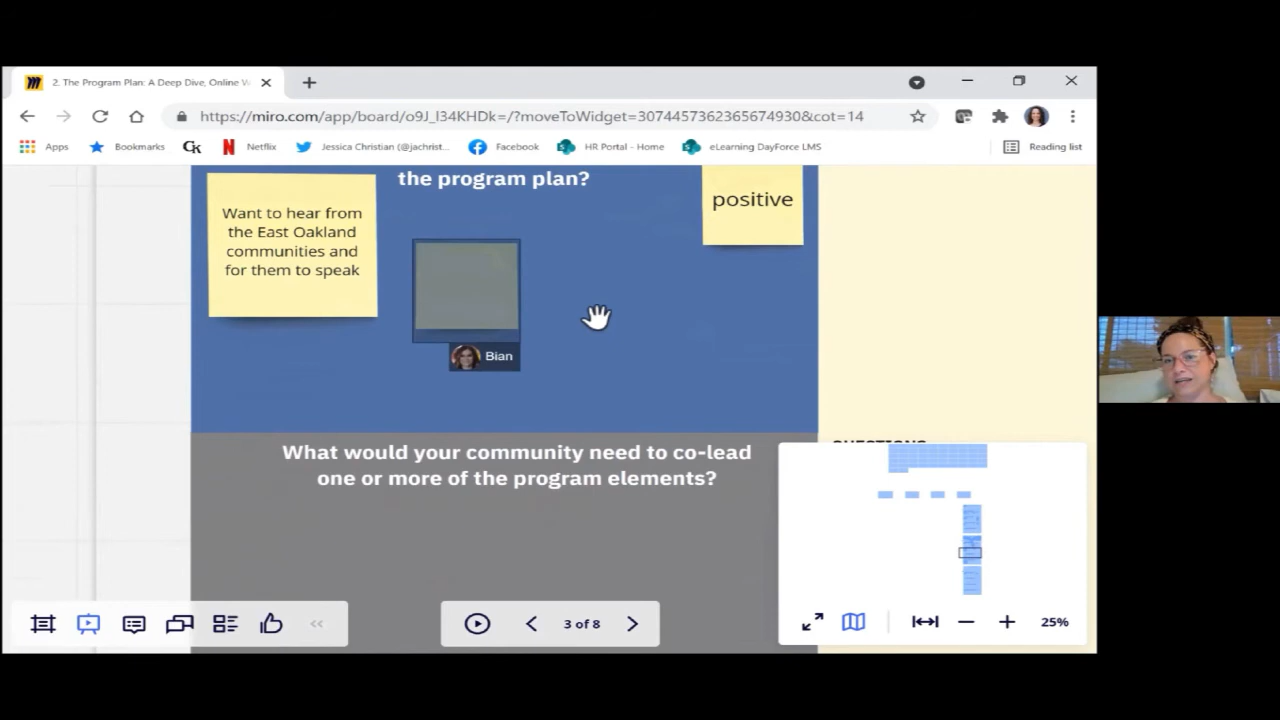 2. The Program Plan: A Deep Dive, Online W
https://miro.com/app/board/o9J_l34KHDk=/?moveToWidget=3074457362365674930&cot=14
Apps
Bookmarks
GK
Netflix
Jessica Christian (@jachrist...
Facebook
HR Portal - Home
eLearning DayForce LMS
Reading list
the program plan?
Want to hear from
the East Oakland
communities and
for them to speak
positive
Bian
What would your community need to co-lead
one or more of the program elements?
QUESTIONS
3 of 8
25%